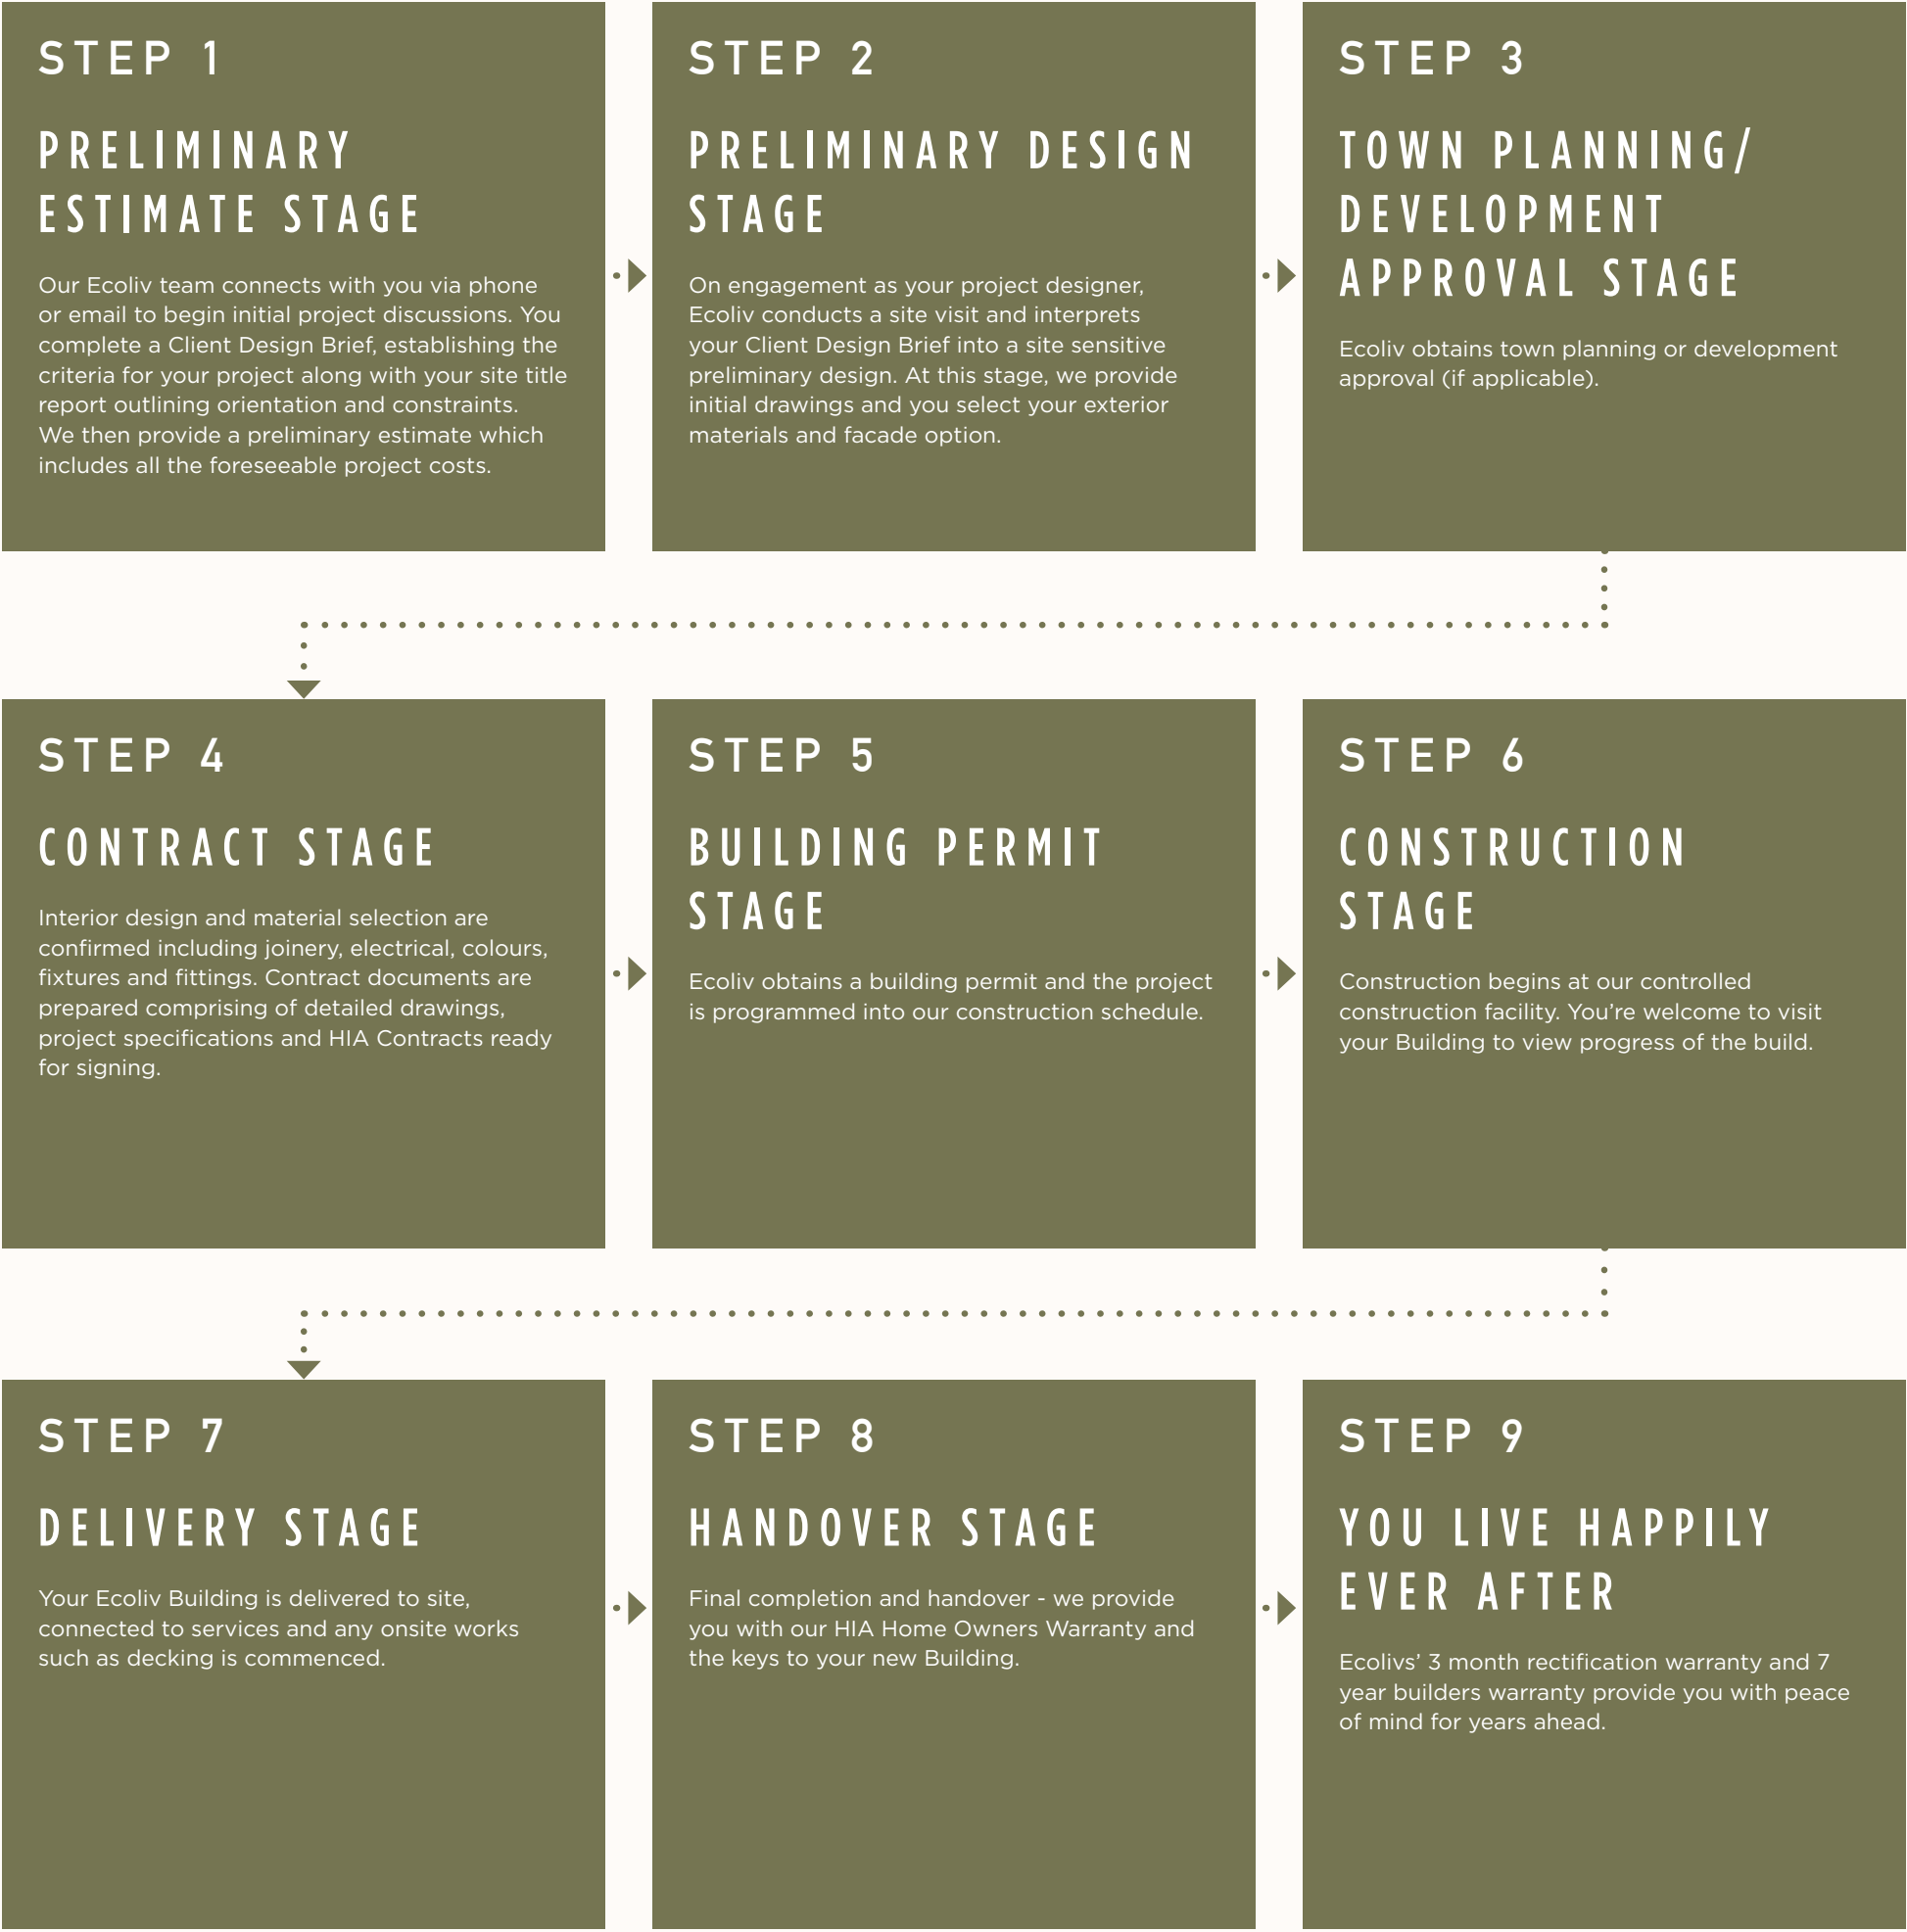 STEP 1
PRELIMINARY
ESTIMATE STAGE
Our Ecoliv team connects with you via phone
or email to begin initial project discussions. You
complete a Client Design Brief, establishing the
criteria for your project along with your site title
report outlining orientation and constraints.
We then provide a preliminary estimate which
includes all the foreseeable project costs.
STEP 2
PRELIMINARY DESIGN
STAGE
On engagement as your project designer,
Ecoliv conducts a site visit and interprets
your Client Design Brief into a site sensitive
preliminary design. At this stage, we provide
initial drawings and you select your exterior
materials and facade option.
STEP 3
TOWN PLANNING/
DEVELOPMENT
APPROVAL STAGE
Ecoliv obtains town planning or development
approval (if applicable).
STEP 4
CONTRACT STAGE
Interior design and material selection are
confirmed including joinery, electrical, colours,
fixtures and fittings. Contract documents are
prepared comprising of detailed drawings,
project specifications and HIA Contracts ready
for signing.
STEP 5
BUILDING PERMIT
STAGE
Ecoliv obtains a building permit and the project
is programmed into our construction schedule.
STEP 6
CONSTRUCTION
STAGE
Construction begins at our controlled
construction facility. You’re welcome to visit
your Building to view progress of the build.
STEP 7
DELIVERY STAGE
Your Ecoliv Building is delivered to site,
connected to services and any onsite works
such as decking is commenced.
STEP 8
HANDOVER STAGE
Final completion and handover - we provide
you with our HIA Home Owners Warranty and
the keys to your new Building.
STEP 9
YOU LIVE HAPPILY
EVER AFTER
Ecolivs’ 3 month rectification warranty and 7
year builders warranty provide you with peace
of mind for years ahead.